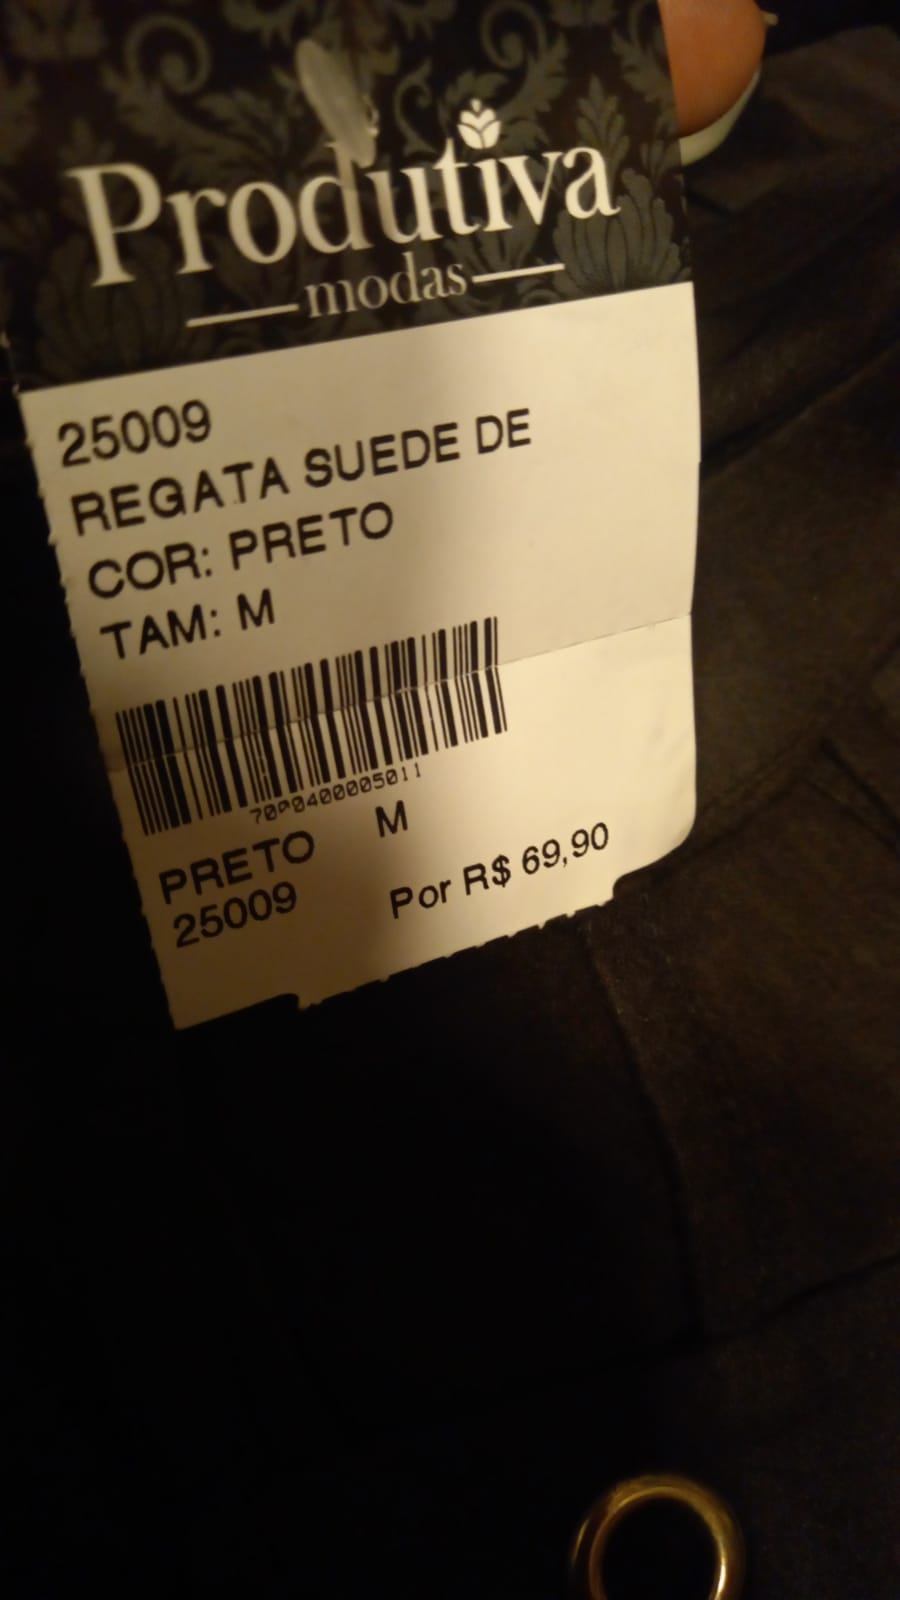 Produtiva
modas
25009
REGATA SUEDE DE
COR: PRETO
TAM: M
PRETO M
25009 Por R$ 69,90